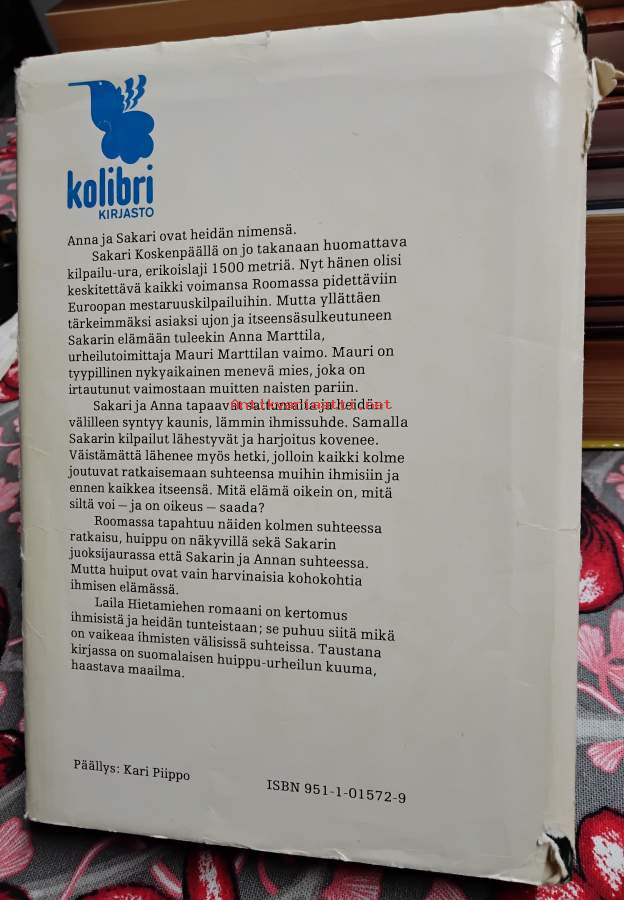 kolibri
KIRJASTO
Anna ja Sakari ovat heidän nimensä.
Sakari Koskenpäällä on jo takanaan huomattava
kilpailu-ura, erikoislaji 1500 metriä. Nyt hänen olisi
keskitettävä kaikki voimansa Roomassa pidettäviin
Euroopan mestaruuskilpailuihin. Mutta yllättäen
tärkeimmäksi asiaksi ujon ja itseensäsulkeutuneen
Sakarin elämään tuleekin Anna Marttila,
urheilutoimittaja Mauri Marttilan vaimo. Mauri on
tyypillinen nykyaikainen menevä mies, joka on
irtautunut vaimostaan muitten naisten pariin.
Sakari ja Anna tapaavat sattumalta ja heidän
välilleen syntyy kaunis, lämmin ihmissuhde. Samalla
Sakarin kilpailut lähestyvät ja harjoitus kovenee.
Väistämättä lähenee myös hetki, jolloin kaikki kolme
joutuvat ratkaisemaan suhteensa muihin ihmisiin ja
ennen kaikkea itseensä. Mitä elämä oikein on, mitä
siltä voi – ja on oikeus – saada?
Roomassa tapahtuu näiden kolmen suhteessa
ratkaisu, huippu on näkyvillä sekä Sakarin
juoksijaurassa että Sakarin ja Annan suhteessa.
Mutta huiput ovat vain harvinaisia kohokohtia
ihmisen elämässä.
Laila Hietamiehen romaani on kertomus
ihmisistä ja heidän tunteistaan; se puhuu siitä mikä
on vaikeaa ihmisten välisissä suhteissa. Taustana
kirjassa on suomalaisen huippu-urheilun kuuma,
haastava maailma.
Päällys: Kari Piippo
ISBN 951-1-01572-9